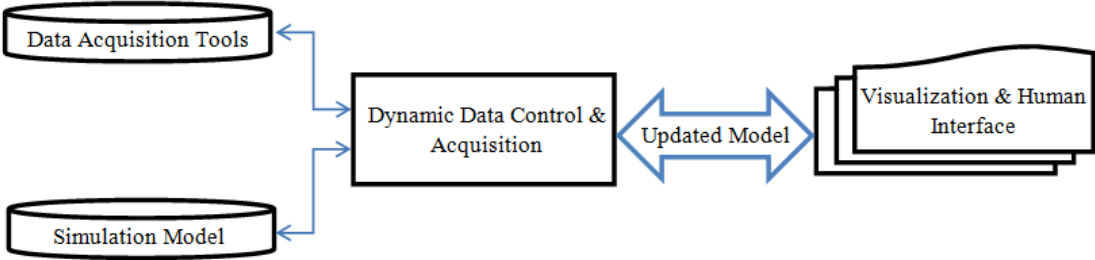 Data Acquisition Tools
Dynamic Data Control &
Acquisition
Updated Model
Visualization & Human
Interface
Simulation Model